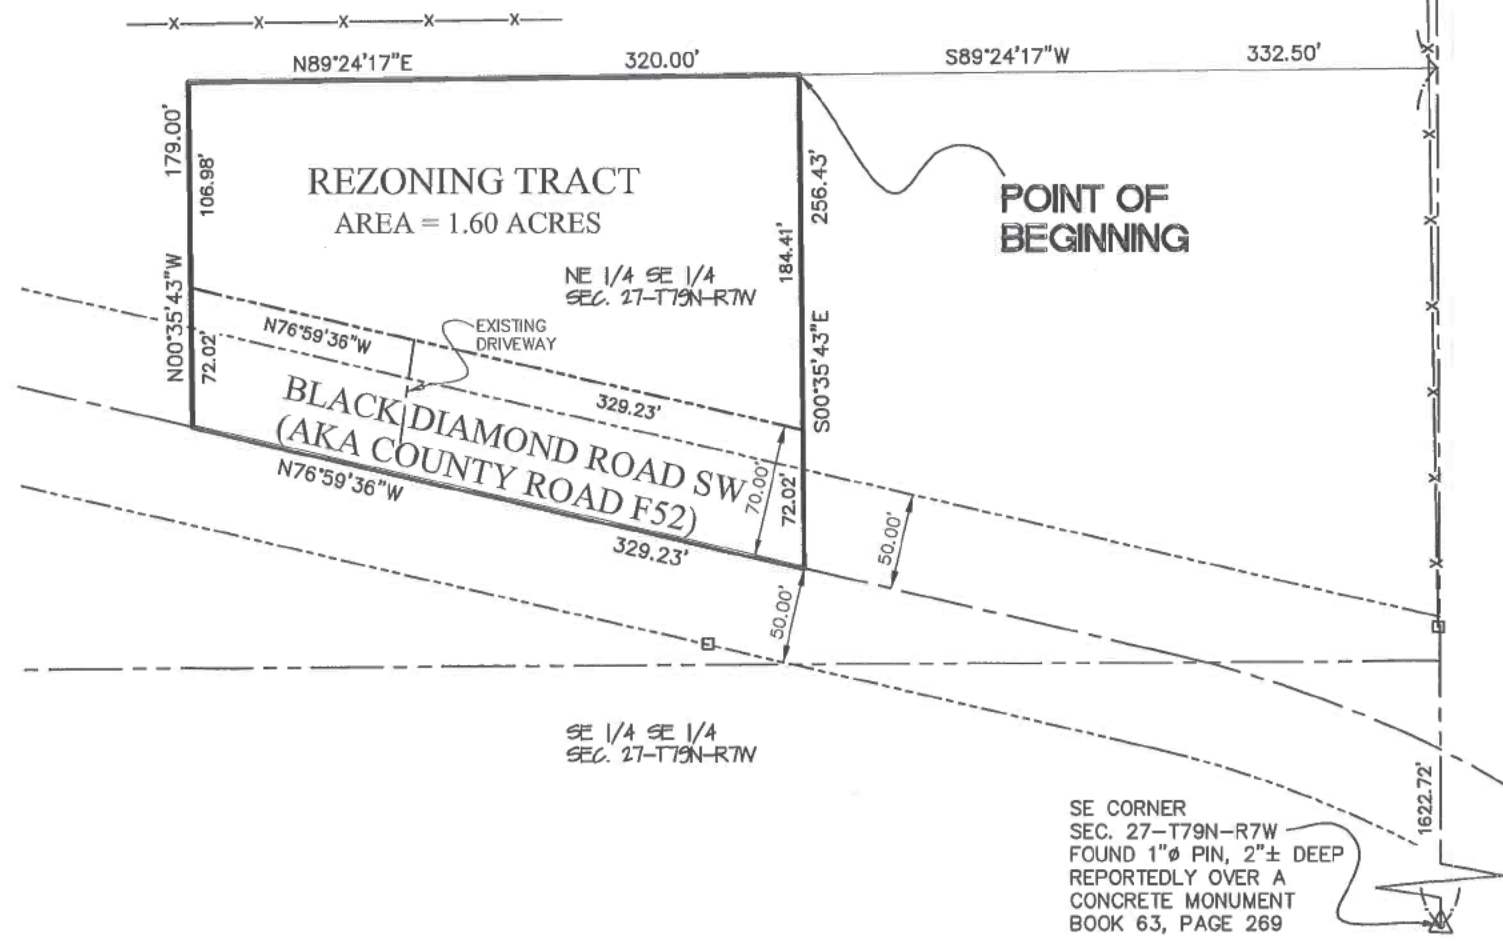 N89°24'17"E
320.00'
S89°24'17"W
332.50'
179.00'
106.98'
N00°35'43"W
72.02'
REZONING TRACT
AREA = 1.60 ACRES
256.43'
184.41'
S00°35'43"E
72.02'
POINT OF
BEGINNING
NE 1/4 SE 1/4
SEC. 27-T79N-R7W
EXISTING
DRIVEWAY
N76°59'36"W
329.23'
BLACK DIAMOND ROAD SW
(AKA COUNTY ROAD F52)
70.00'
N76°59'36"W
329.23'
50.00'
50.00'
SE 1/4 SE 1/4
SEC. 27-T79N-R7W
1622.72'
SE CORNER
SEC. 27-T79N-R7W
FOUND 1"ø PIN, 2"± DEEP
REPORTEDLY OVER A
CONCRETE MONUMENT
BOOK 63, PAGE 269